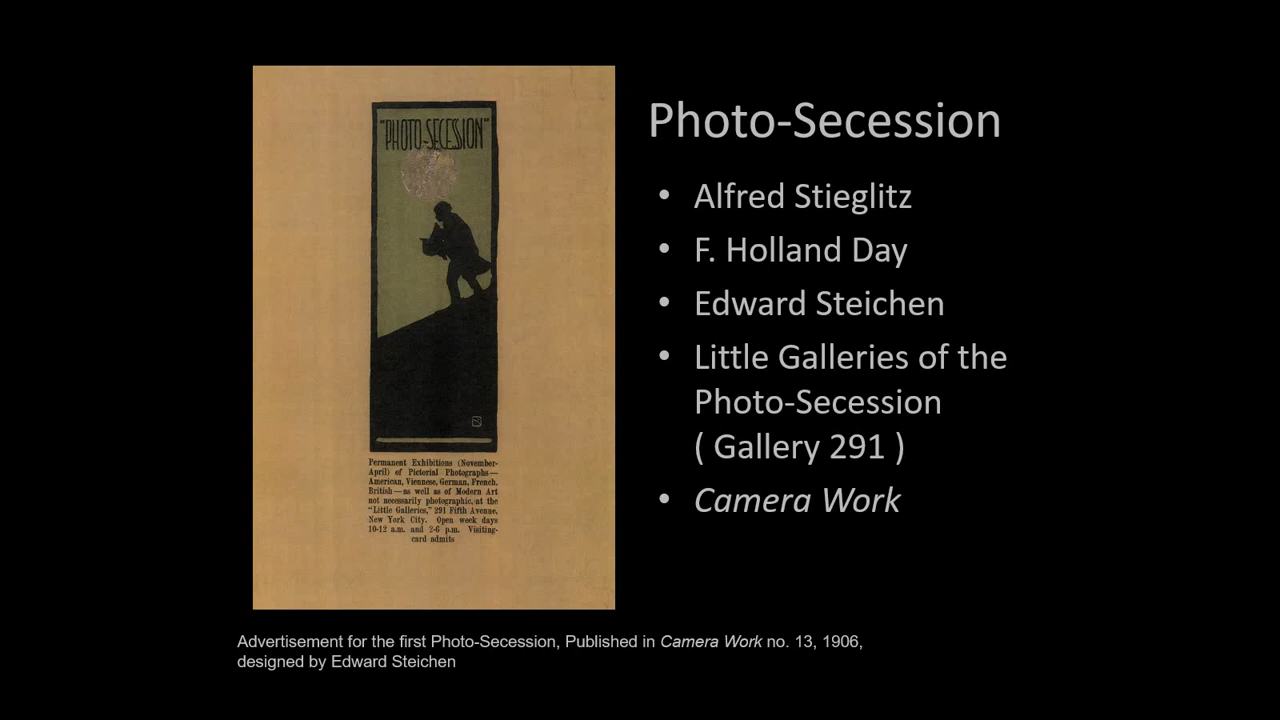 "PHOTO-SECESSION"
Permanent Exhibitions (November-
April) of Pictorial Photographs—
American, Viennese, German, French,
British—as well as of Modern Art
not necessarily photographic, at the
"Little Galleries," 291 Fifth Avenue,
New York City. Open week days
10-12 a.m. and 2-6 p.m. Visiting-
card admits
Photo-Secession
• Alfred Stieglitz
• F. Holland Day
• Edward Steichen
• Little Galleries of the
Photo-Secession
( Gallery 291 )
• Camera Work
Advertisement for the first Photo-Secession, Published in Camera Work no. 13, 1906,
designed by Edward Steichen